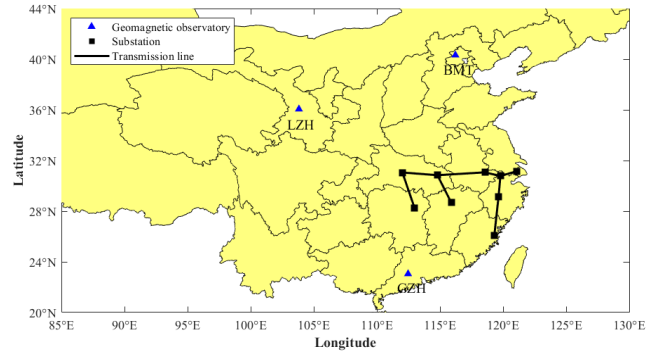 44°N
40°N
36°N
32°N
28°N
24°N
20°N
Latitude
Geomagnetic observatory
Substation
Transmission line
BMT
LZH
GZH
85°E 90°E 95°E 100°E 105°E 110°E 115°E 120°E 125°E 130°E
Longitude